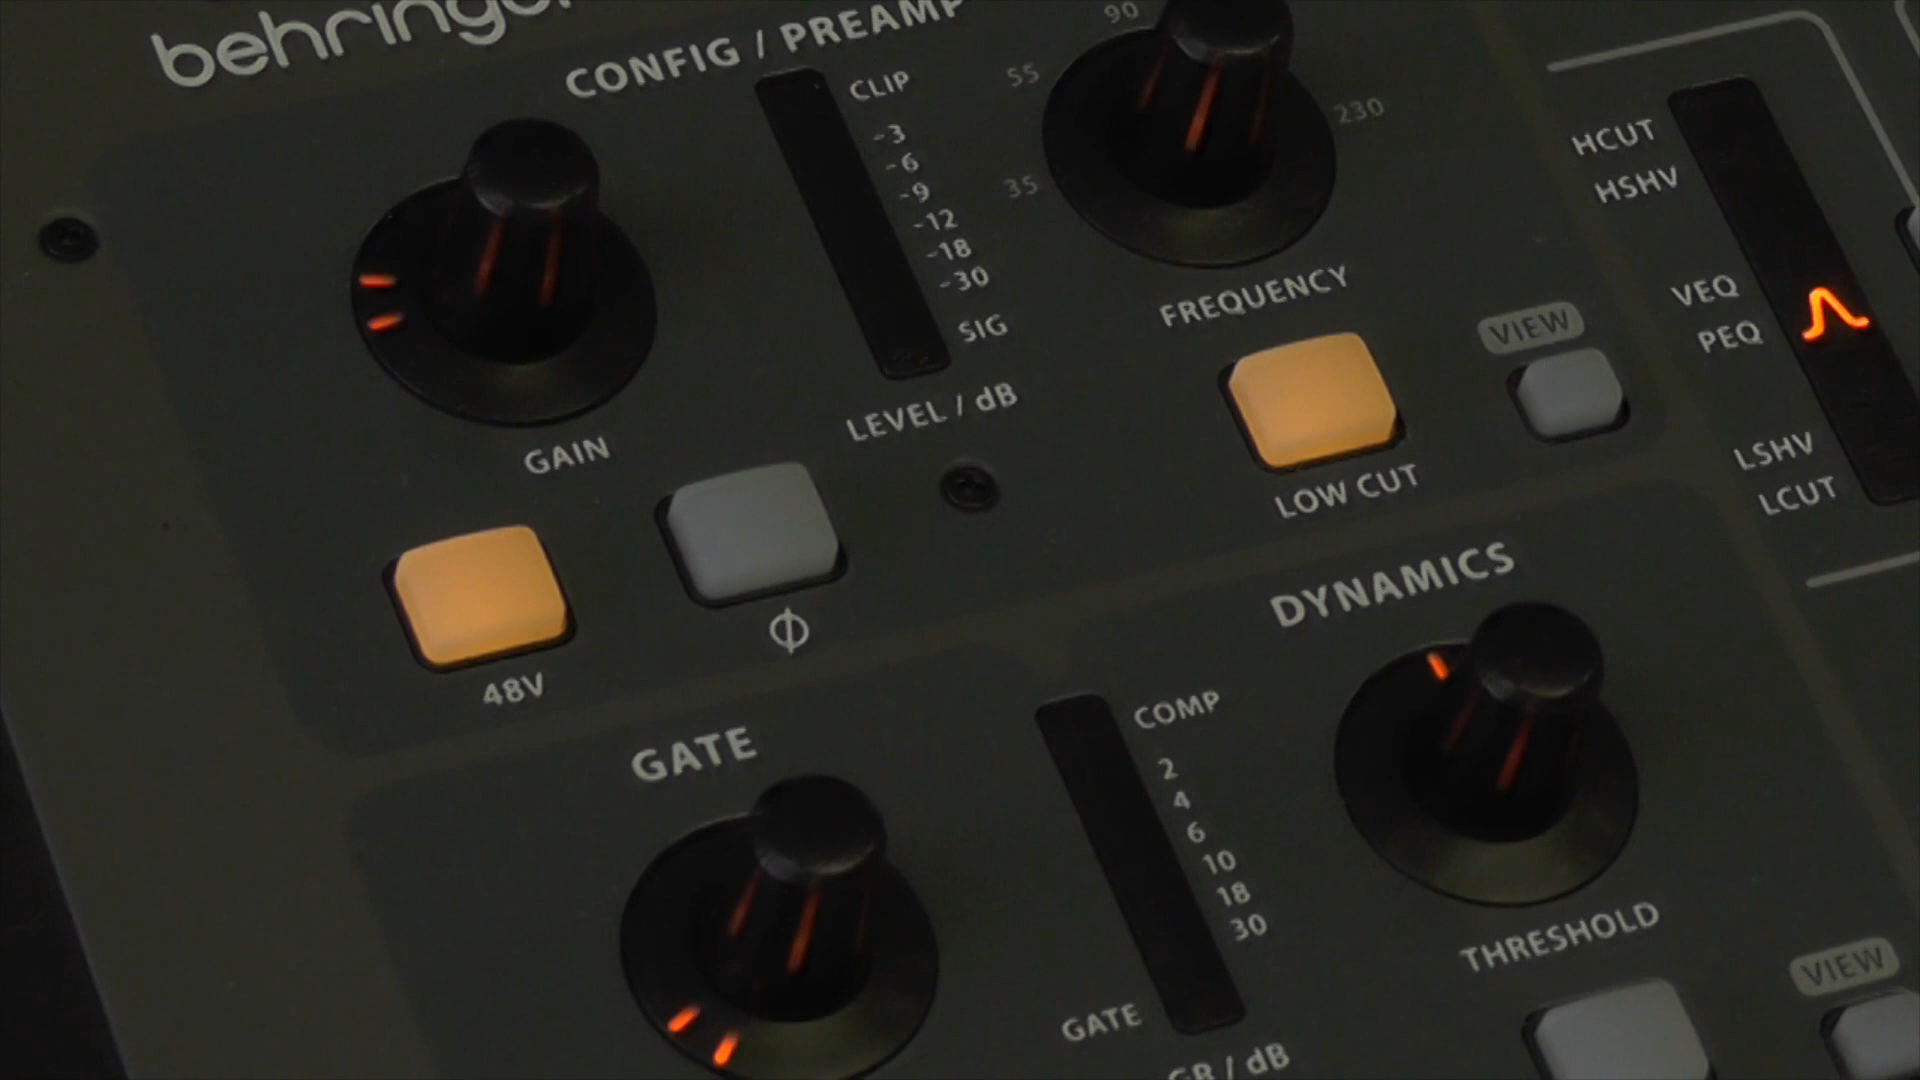 behringer
CONFIG / PREAMP
CLIP
-3
-6
-9
-12
-18
-30
SIG
LEVEL / dB
GAIN
48V
Φ
90
55
35
230
FREQUENCY
LOW CUT
VIEW
HCUT
HSHV
VEQ
PEQ
LSHV
LCUT
GATE
DYNAMICS
COMP
2
4
6
10
18
30
GATE
GR / dB
THRESHOLD
VIEW